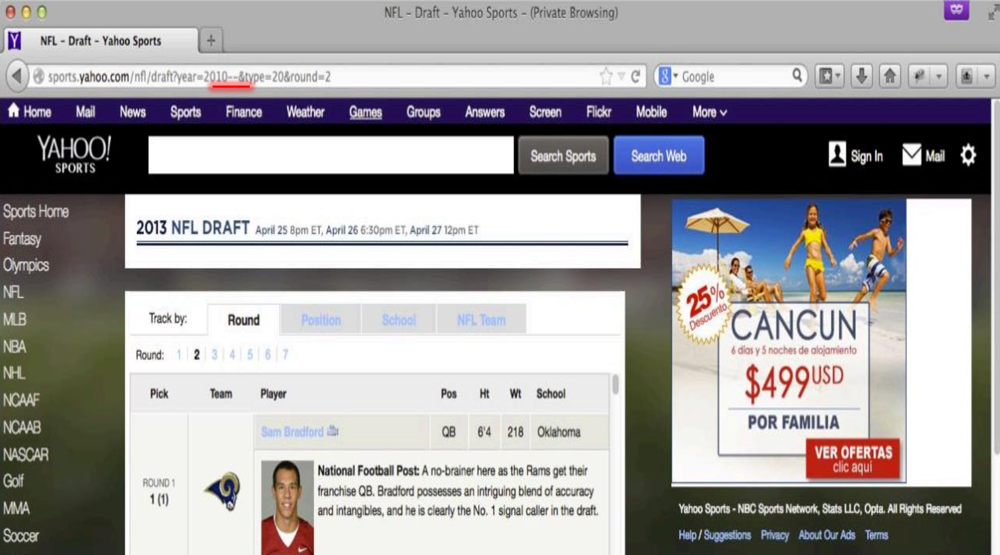 NFL – Draft – Yahoo Sports – (Private Browsing)
Y NFL – Draft – Yahoo Sports +
sports.yahoo.com/nfl/draft?year=2010--&type=20&round=2
8 Google
Home Mail News Sports Finance Weather Games Groups Answers Screen Flickr Mobile More
YAHOO!
SPORTS
Search Sports Search Web Sign In Mail
Sports Home
Fantasy
Olympics
NFL
MLB
NBA
NHL
NCAAF
NCAAB
NASCAR
Golf
MMA
Soccer
2013 NFL DRAFT April 25 8pm ET, April 26 6:30pm ET, April 27 12pm ET
Track by: Round Position School NFL Team
Round: 1 2 3 4 5 6 7
Pick Team Player Pos Ht Wt School
Sam Bradford QB 6'4 218 Oklahoma
ROUND 1
1 (1)
National Football Post: A no-brainer here as the Rams get their
franchise QB. Bradford possesses an intriguing blend of accuracy
and intangibles, and he is clearly the No. 1 signal caller in the draft.
25%
Descuento
CANCUN
6 días y 5 noches de alojamiento
$499USD
POR FAMILIA
VER OFERTAS
clic aquí
Yahoo Sports - NBC Sports Network, Stats LLC, Opta. All Rights Reserved
Help / Suggestions Privacy About Our Ads Terms